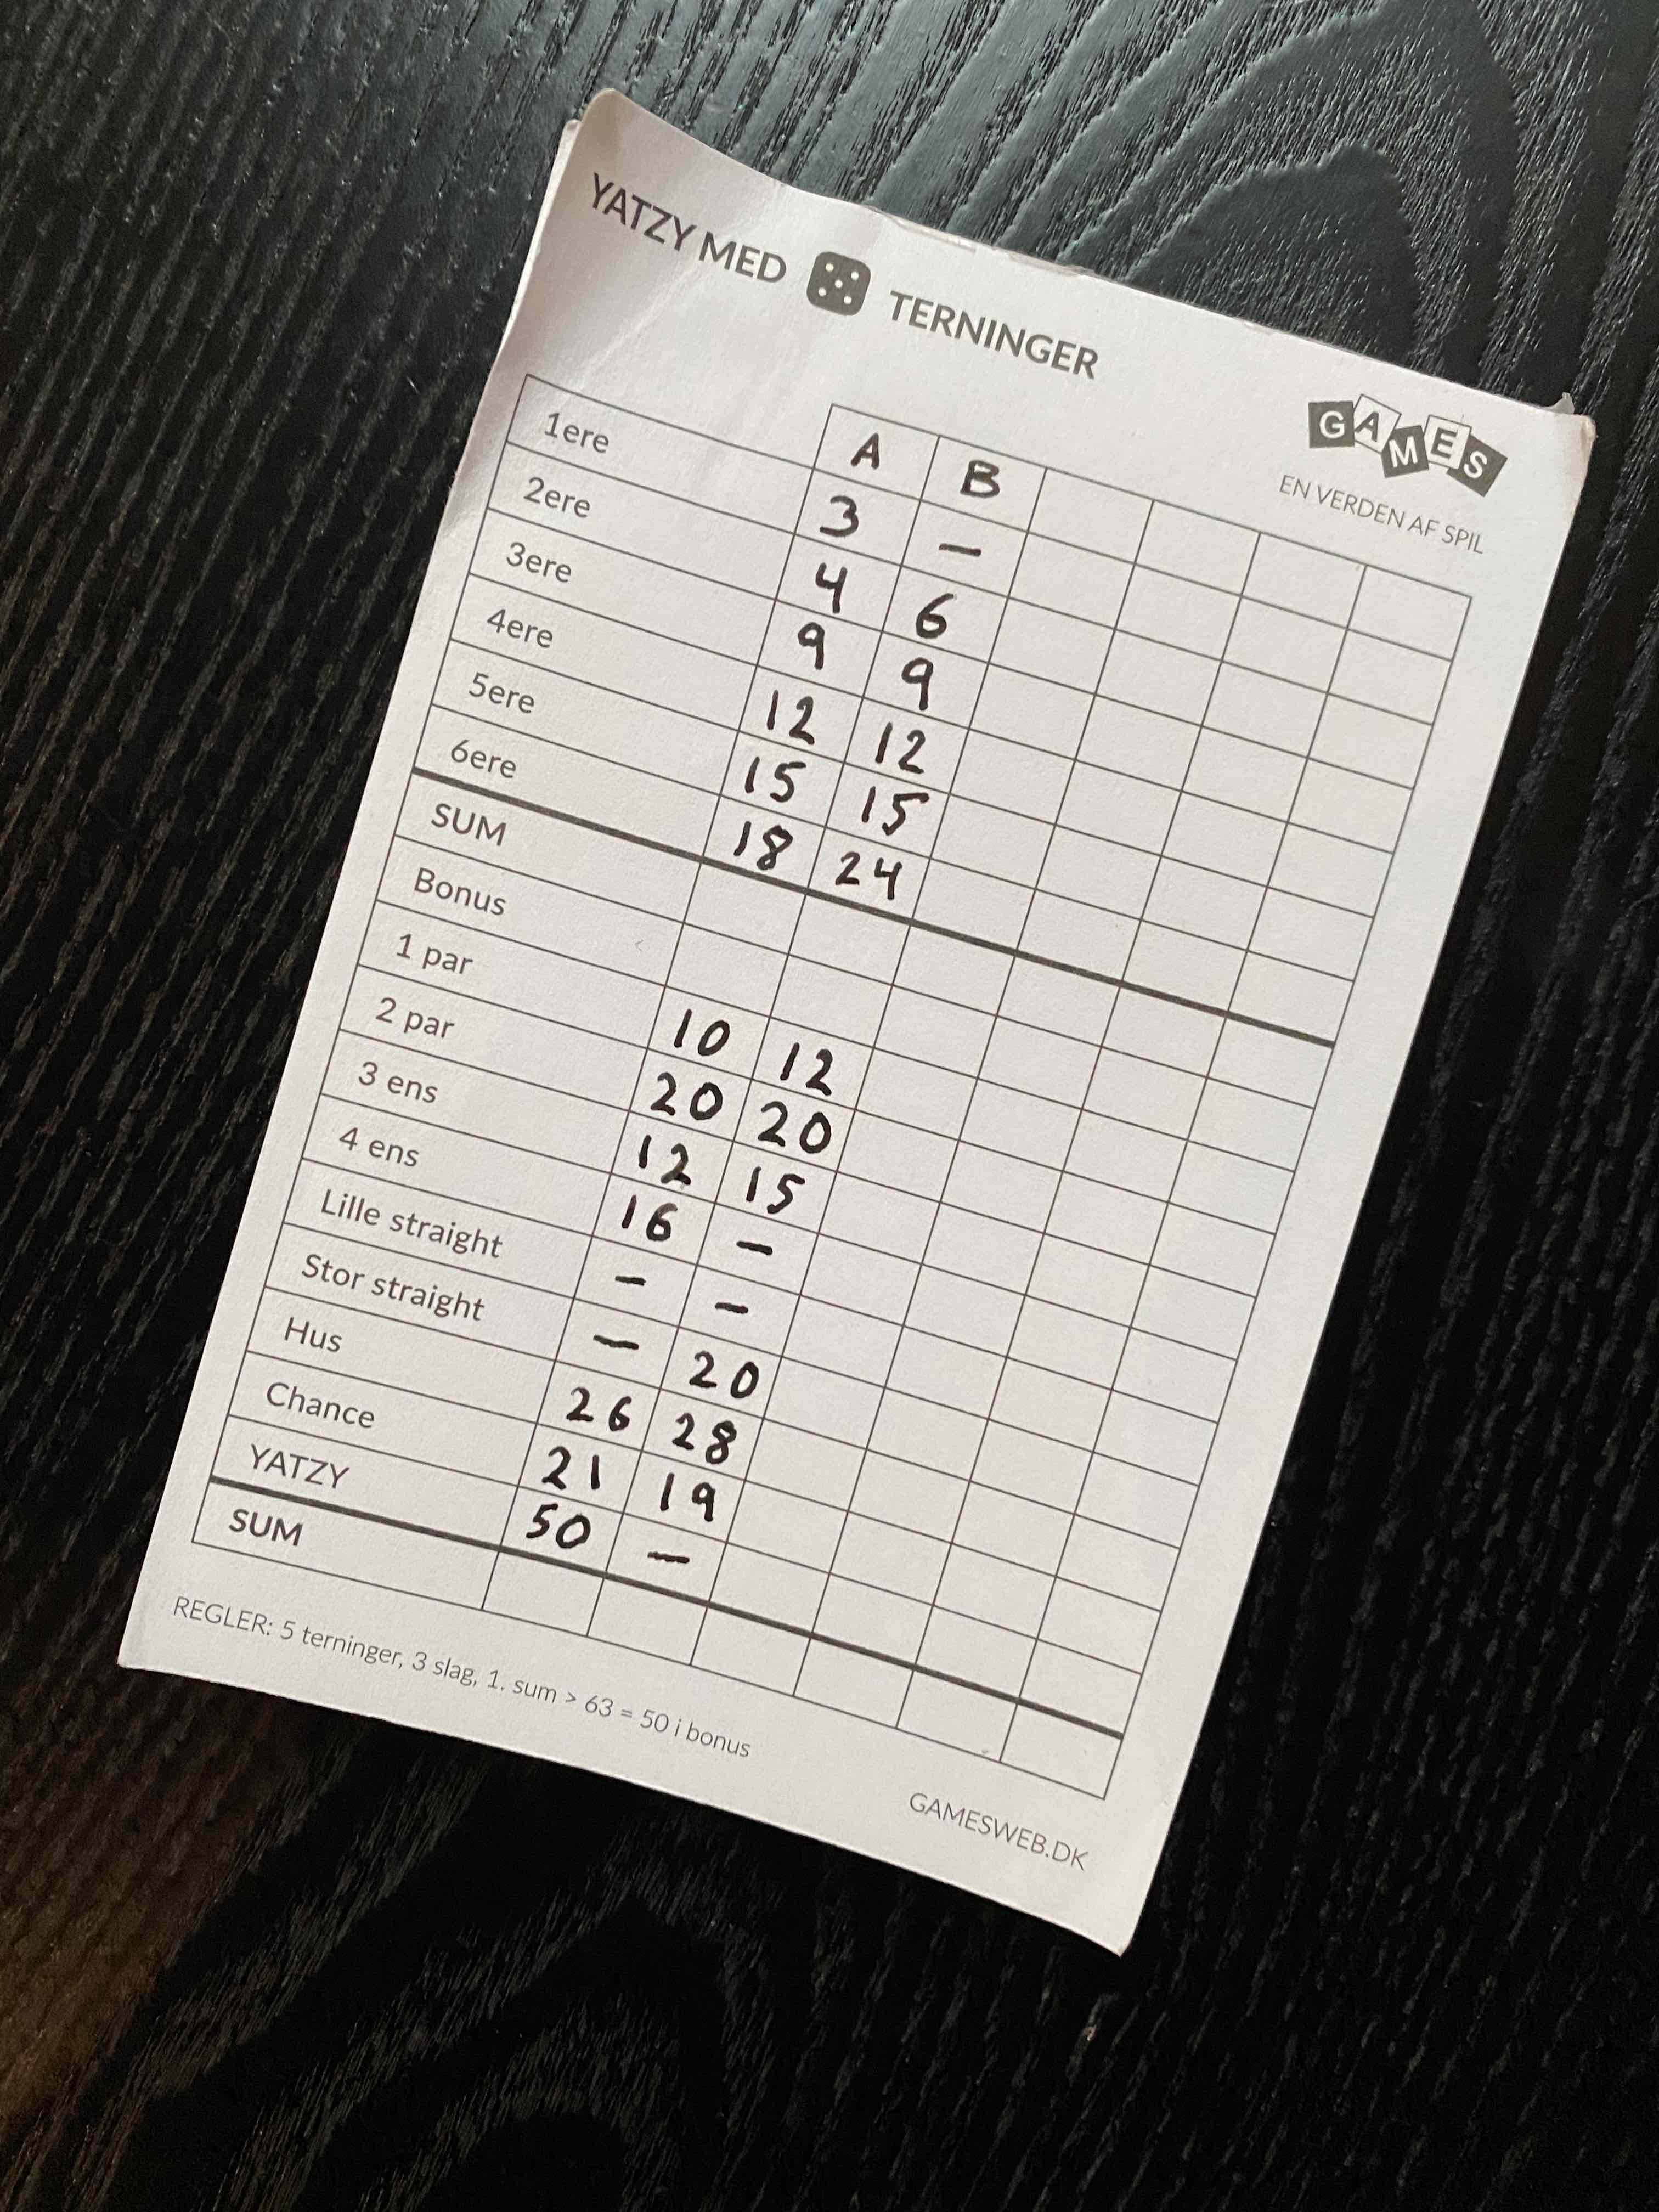 YATZY MED TERNINGER
GAMES
EN VERDEN AF SPIL
A B
1ere 3 –
2ere 4 6
3ere 9 9
4ere 12 12
5ere 15 15
6ere 18 24
SUM
Bonus
1 par 10 12
2 par 20 20
3 ens 12 15
4 ens 16 –
Lille straight – –
Stor straight – 20
Hus 26 28
Chance 21 19
YATZY 50 –
SUM
REGLER: 5 terninger, 3 slag, 1. sum > 63 = 50 i bonus
GAMESWEB.DK